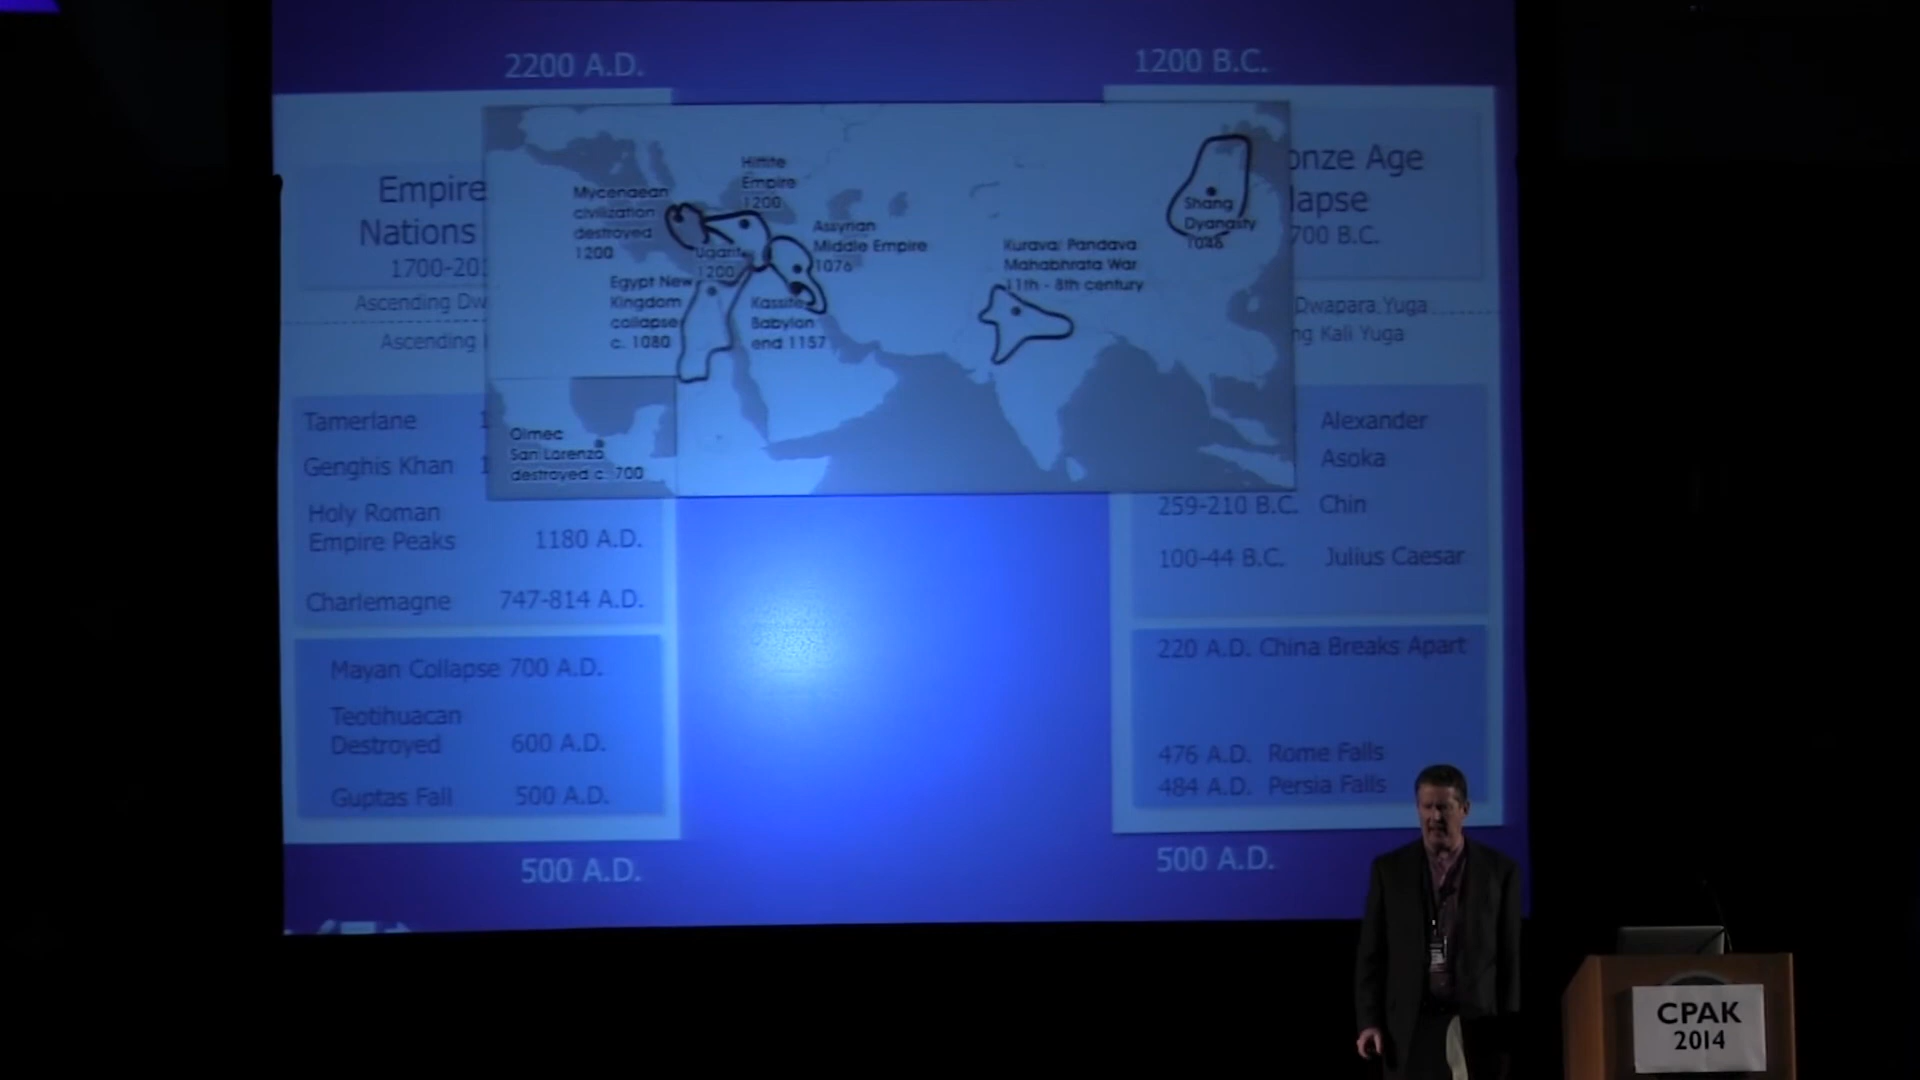 2200 A.D.
1200 B.C.
Empire
Nations
1700-20
Ascending Dw
Ascending
Tamerlane
Genghis Khan
Holy Roman
Empire Peaks 1180 A.D.
Charlemagne 747-814 A.D.
Mayan Collapse 700 A.D.
Teotihuacan
Destroyed 600 A.D.
Guptas Fall 500 A.D.
500 A.D.
Mycenaean
civilization
destroyed
1200
Hittite
Empire
1200
Ugarit
1200
Assyrian
Middle Empire
1076
Egypt New
Kingdom
collapse
c. 1080
Kassite
Babylon
end 1157
Kurava/ Pandava
Mahabhrata War
11th - 8th century
Shang
Dyanasty
1046
Olmec
San Lorenzo
destroyed c. 700
onze Age
lapse
700 B.C.
Dwapara Yuga
ng Kali Yuga
Alexander
Asoka
259-210 B.C. Chin
100-44 B.C. Julius Caesar
220 A.D. China Breaks Apart
476 A.D. Rome Falls
484 A.D. Persia Falls
500 A.D.
CPAK
2014